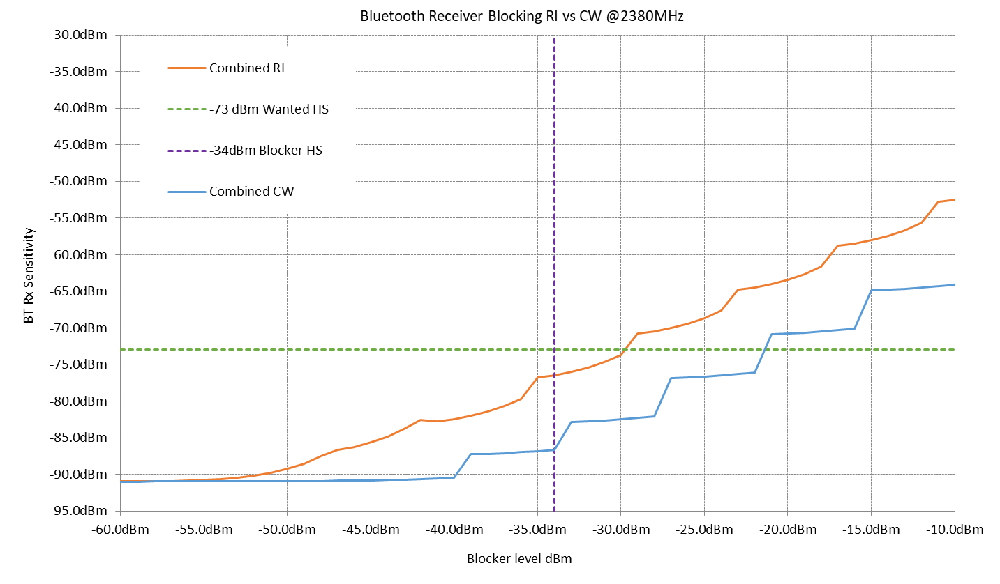 Bluetooth Receiver Blocking RI vs CW @2380MHz
-30.0dBm
-35.0dBm
-40.0dBm
-45.0dBm
-50.0dBm
-55.0dBm
-60.0dBm
-65.0dBm
-70.0dBm
-75.0dBm
-80.0dBm
-85.0dBm
-90.0dBm
-95.0dBm
BT Rx Sensitivity
Combined RI
-73 dBm Wanted HS
-34dBm Blocker HS
Combined CW
-60.0dBm -55.0dBm -50.0dBm -45.0dBm -40.0dBm -35.0dBm -30.0dBm -25.0dBm -20.0dBm -15.0dBm -10.0dBm
Blocker level dBm